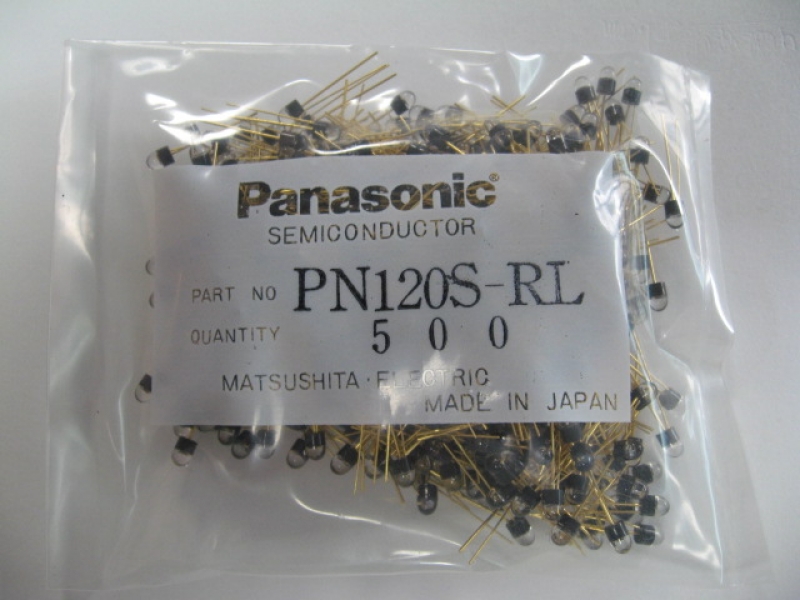 Panasonic®
SEMICONDUCTOR
PART NO PN120S-RL
QUANTITY 500
MATSUSHITA·ELECTRIC
MADE IN JAPAN